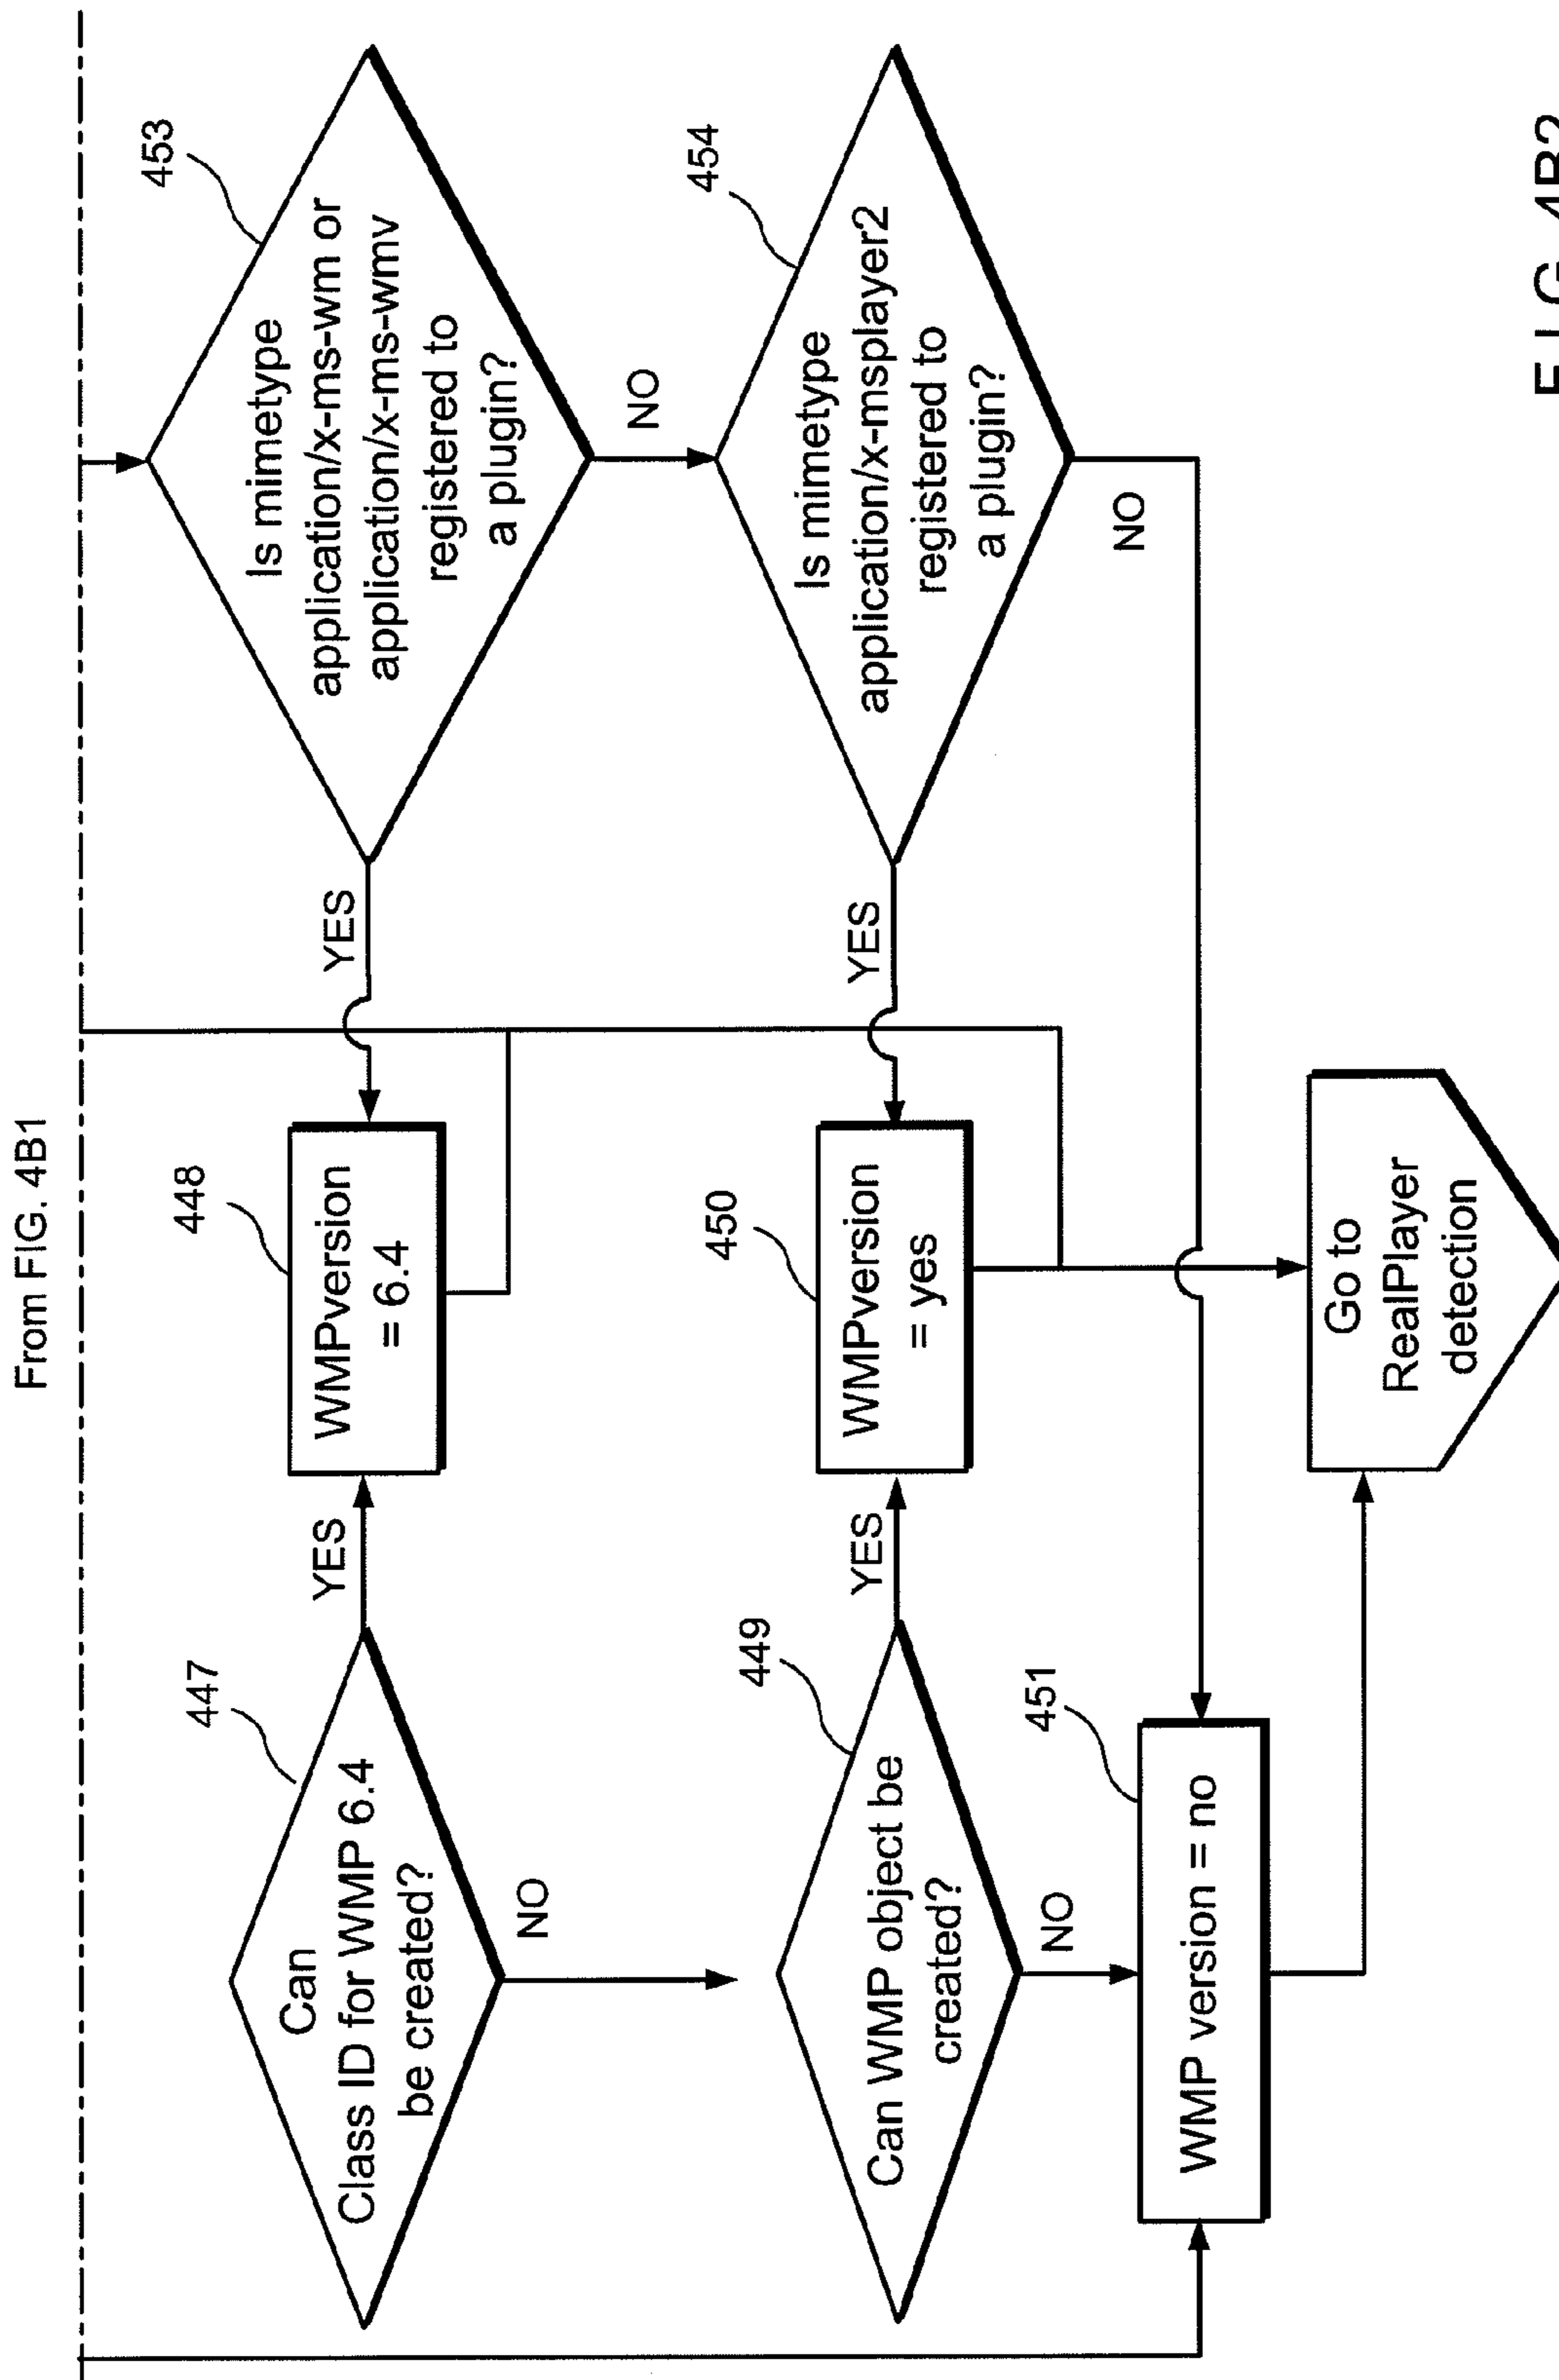 From FIG. 4B1
447
Can
Class ID for WMP 6.4
be created?
YES
NO
448
WMPversion
= 6.4
YES
453
Is mimetype
application/x-ms-wm or
application/x-ms-wmv
registered to
a plugin?
NO
449
Can WMP object be
created?
YES
NO
450
WMPversion
= yes
YES
454
Is mimetype
application/x-msplayer2
registered to
a plugin?
NO
451
WMP version = no
Go to
RealPlayer
detection
FIG. 4B2